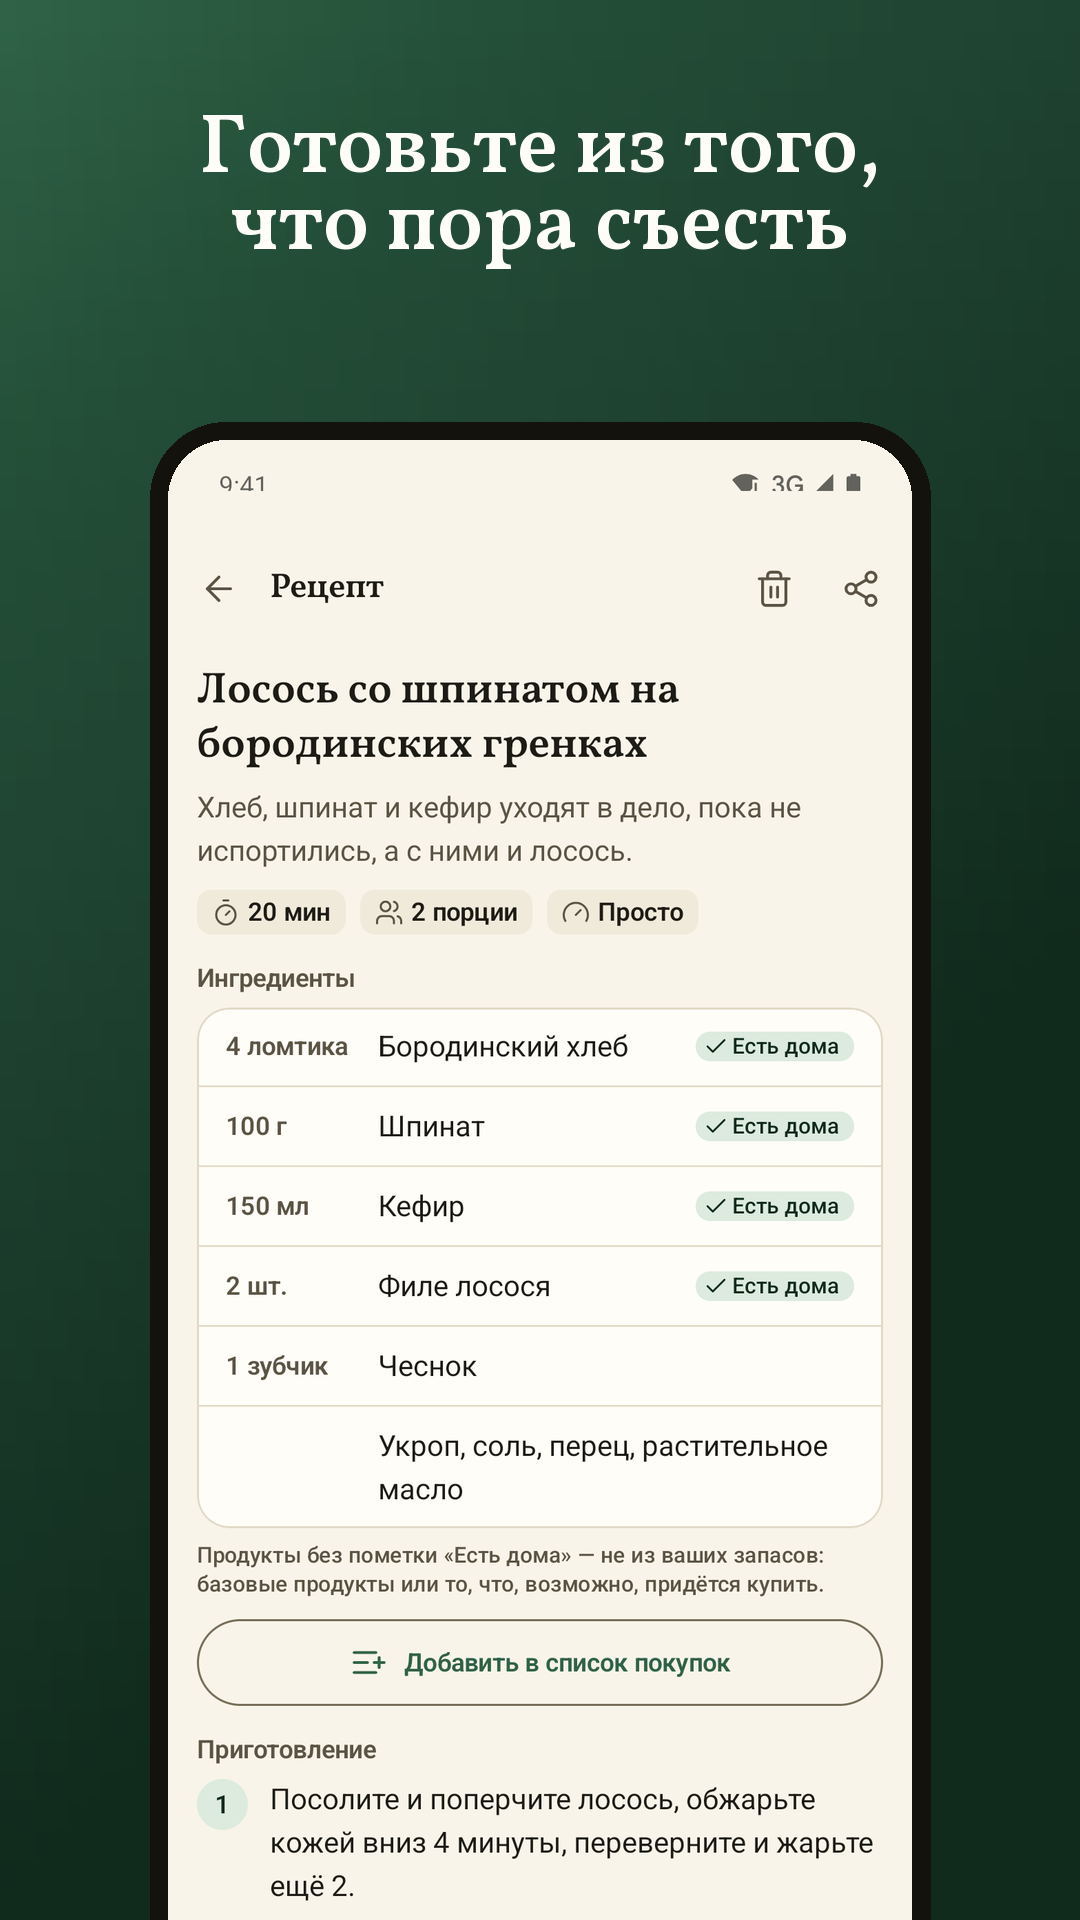 Готовьте из того,
что пора съесть
9:41
3G
Рецепт
Лосось со шпинатом на
бородинских гренках
Хлеб, шпинат и кефир уходят в дело, пока не
испортились, а с ними и лосось.
20 мин
2 порции
Просто
Ингредиенты
4 ломтика Бородинский хлеб Есть дома
100 г Шпинат Есть дома
150 мл Кефир Есть дома
2 шт. Филе лосося Есть дома
1 зубчик Чеснок
Укроп, соль, перец, растительное
масло
Продукты без пометки «Есть дома» — не из ваших запасов:
базовые продукты или то, что, возможно, придётся купить.
Добавить в список покупок
Приготовление
1 Посолите и поперчите лосось, обжарьте
кожей вниз 4 минуты, переверните и жарьте
ещё 2.